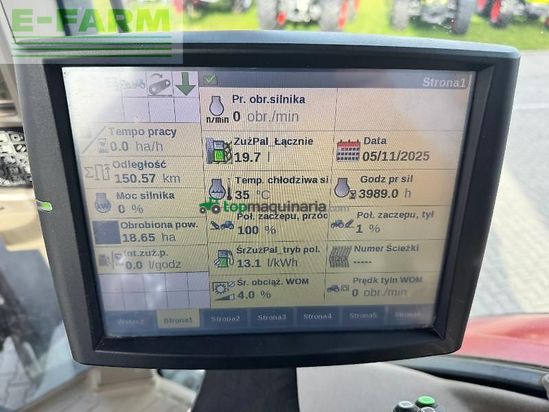 E-FARM
Strona1
Pr. obr.silnika
n/min 0 obr./min
Tempo pracy
0.0 ha/h
ZużPal_Łącznie
19.7 l
Data
05/11/2025
Odległość
150.57 km
Temp. chłodziwa si
35 °C
Godz pr sil
3989.0 h
Moc silnika
0 %
topmaquinaria.com
Poł. zaczepu, przód
100 %
Poł. zaczepu, tył
1 %
Obrobiona pow.
18.65 ha
ŚrZużPal_tryb pol.
13.1 l/kWh
Numer Ścieżki
-----
Int.zuż.p.
0.0 l/godz
Śr. obciąż. WOM
4.0 %
Prędk tyln WOM
0 obr./min
Strona1
Strona2
Strona3
Strona4
Strona5